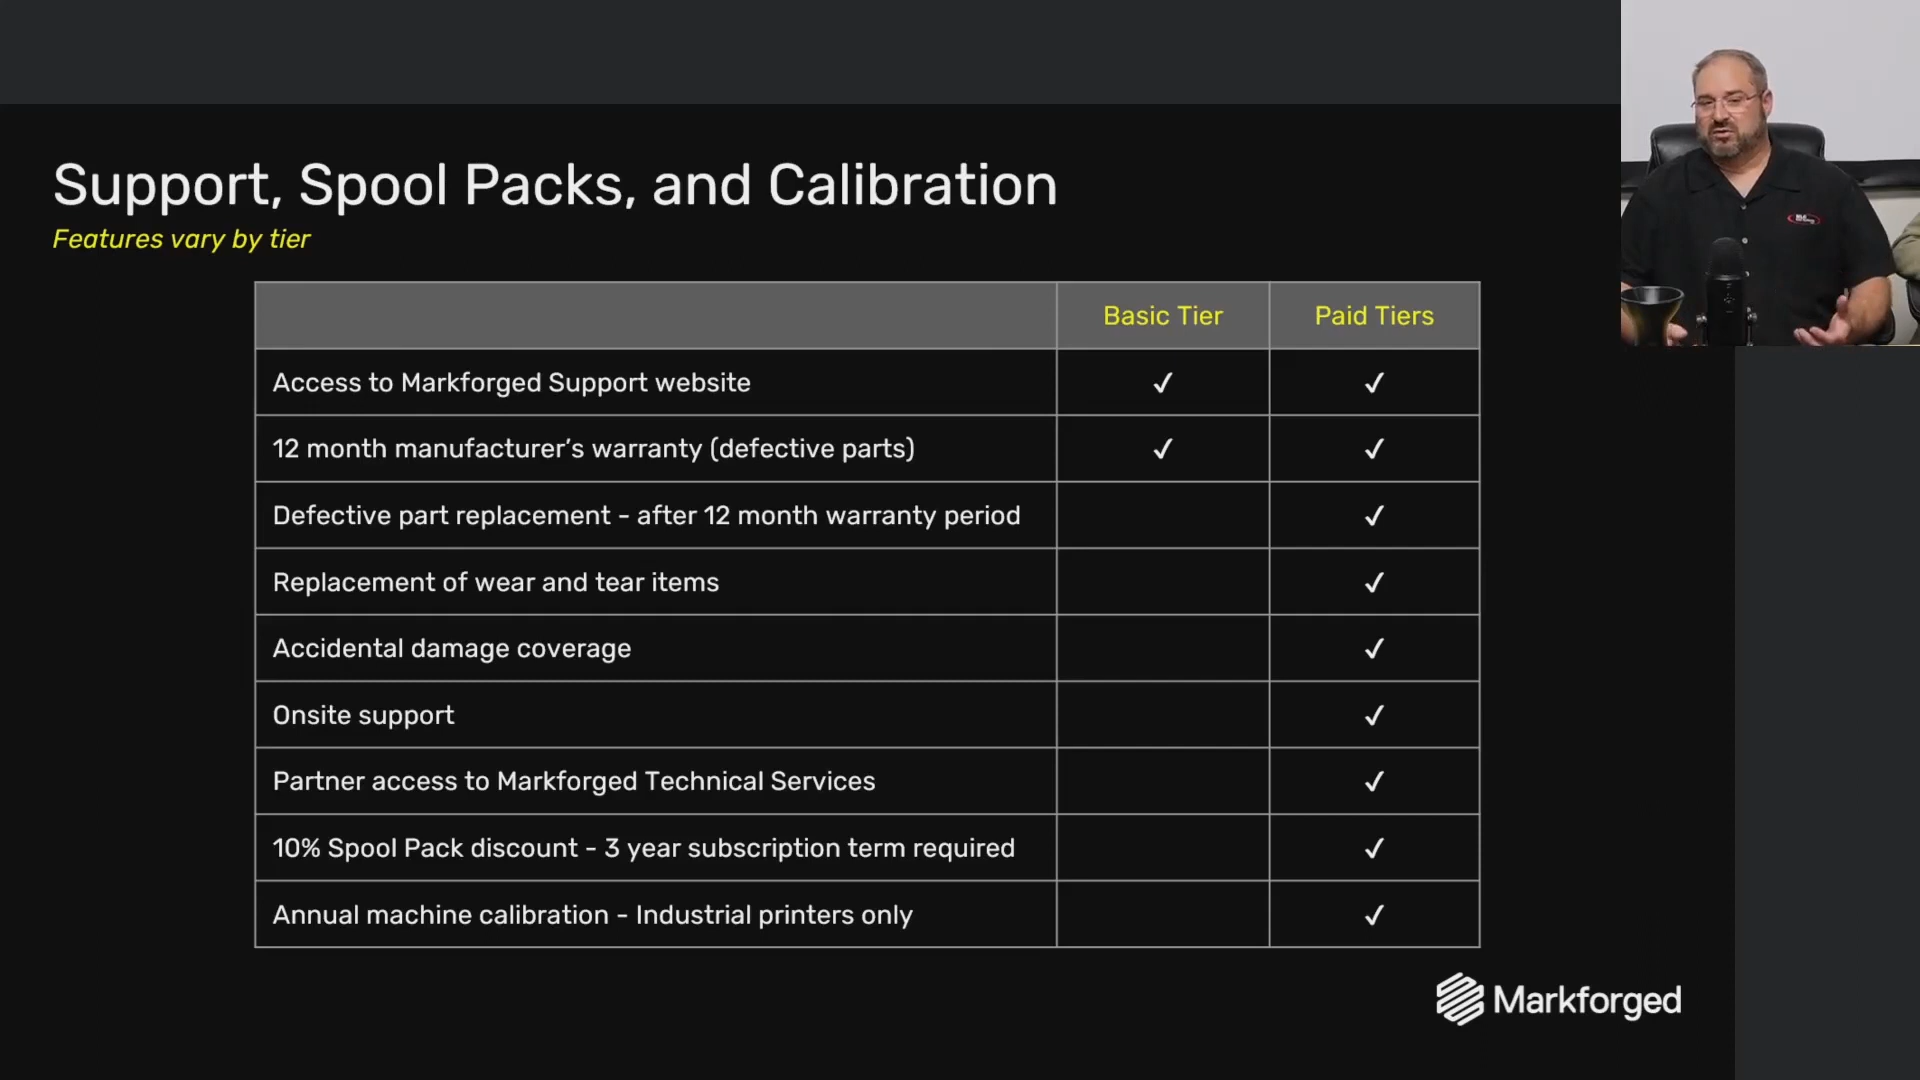 Support, Spool Packs, and Calibration
Features vary by tier
Basic Tier Paid Tiers
Access to Markforged Support website ✓ ✓
12 month manufacturer’s warranty (defective parts) ✓ ✓
Defective part replacement - after 12 month warranty period ✓
Replacement of wear and tear items ✓
Accidental damage coverage ✓
Onsite support ✓
Partner access to Markforged Technical Services ✓
10% Spool Pack discount - 3 year subscription term required ✓
Annual machine calibration - Industrial printers only ✓
Markforged